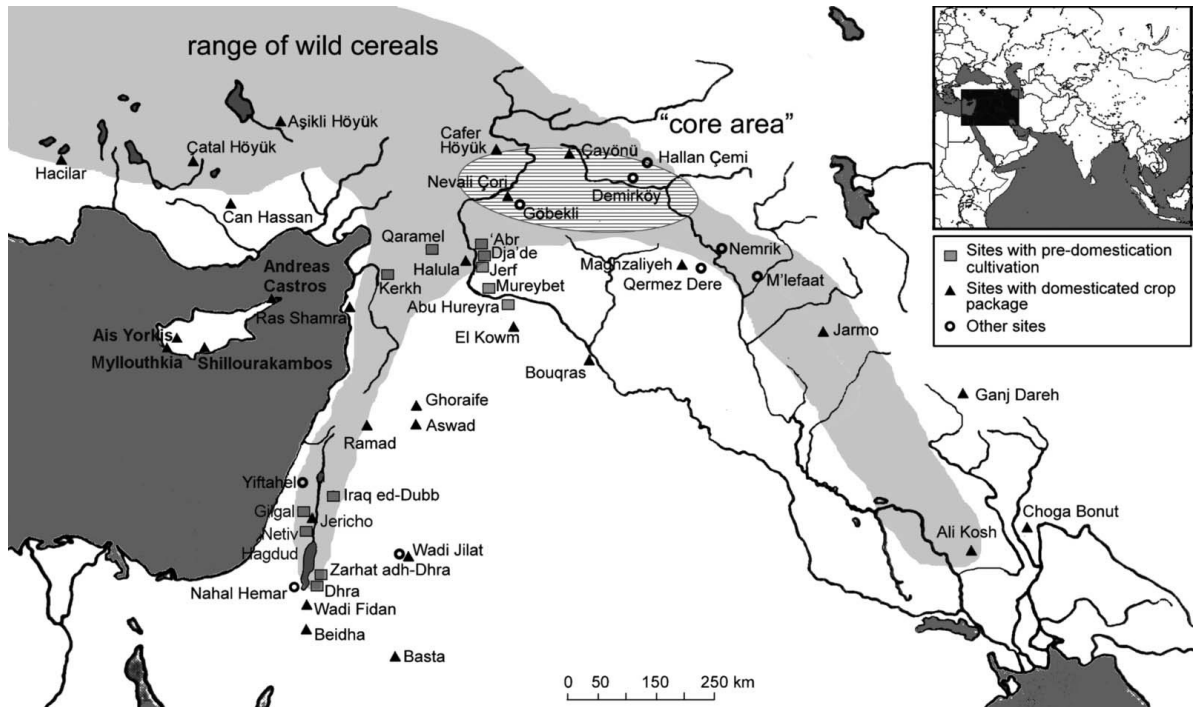 range of wild cereals
"core area"
Aşikli Höyük
Çatal Höyük
Hacilar
Can Hassan
Cafer
Höyük
Çayönü
Hallan Çemi
Nevali Çori
Demirköy
Göbekli
Qaramel
'Abr
Dja'de
Halula
Jerf
Kerkh
Mureybet
Abu Hureyra
El Kowm
Bouqras
Maghzaliyeh
Qermez Dere
Nemrik
M'lefaat
Jarmo
Ganj Dareh
Choga Bonut
Ali Kosh
Andreas
Castros
Ras Shamra
Ais Yorkis
Myllouthkia
Shillourakambos
Ghoraife
Aswad
Ramad
Yiftahel
Iraq ed-Dubb
Gilgal
Jericho
Netiv
Hagdud
Wadi Jilat
Zarhat adh-Dhra
Nahal Hemar
Dhra
Wadi Fidan
Beidha
Basta
Sites with pre-domestication
cultivation
Sites with domesticated crop
package
Other sites
0 50 150 250 km